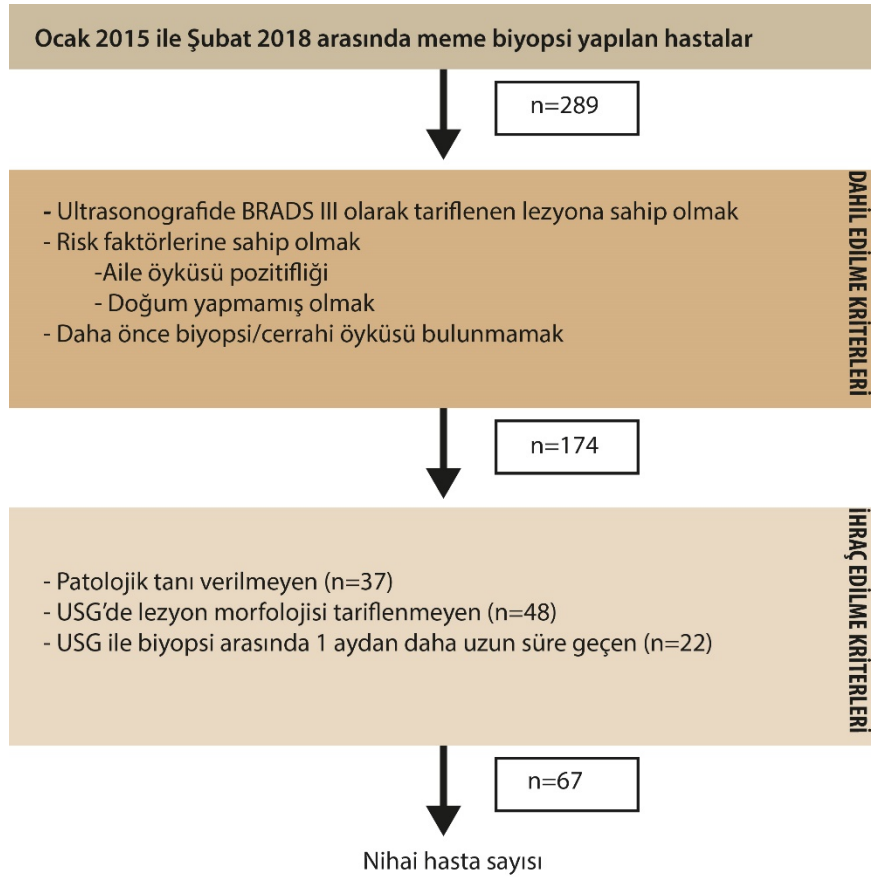 Ocak 2015 ile Şubat 2018 arasında meme biyopsi yapılan hastalar
n=289
- Ultrasonografide BRADS III olarak tariflenen lezyona sahip olmak
- Risk faktörlerine sahip olmak
-Aile öyküsü pozitifliği
- Doğum yapmamış olmak
- Daha önce biyopsi/cerrahi öyküsü bulunmamak
DAHİL EDİLME KRİTERLERİ
n=174
- Patolojik tanı verilmeyen (n=37)
- USG’de lezyon morfolojisi tariflenmeyen (n=48)
- USG ile biyopsi arasında 1 aydan daha uzun süre geçen (n=22)
İHRAÇ EDİLME KRİTERLERİ
n=67
Nihai hasta sayısı